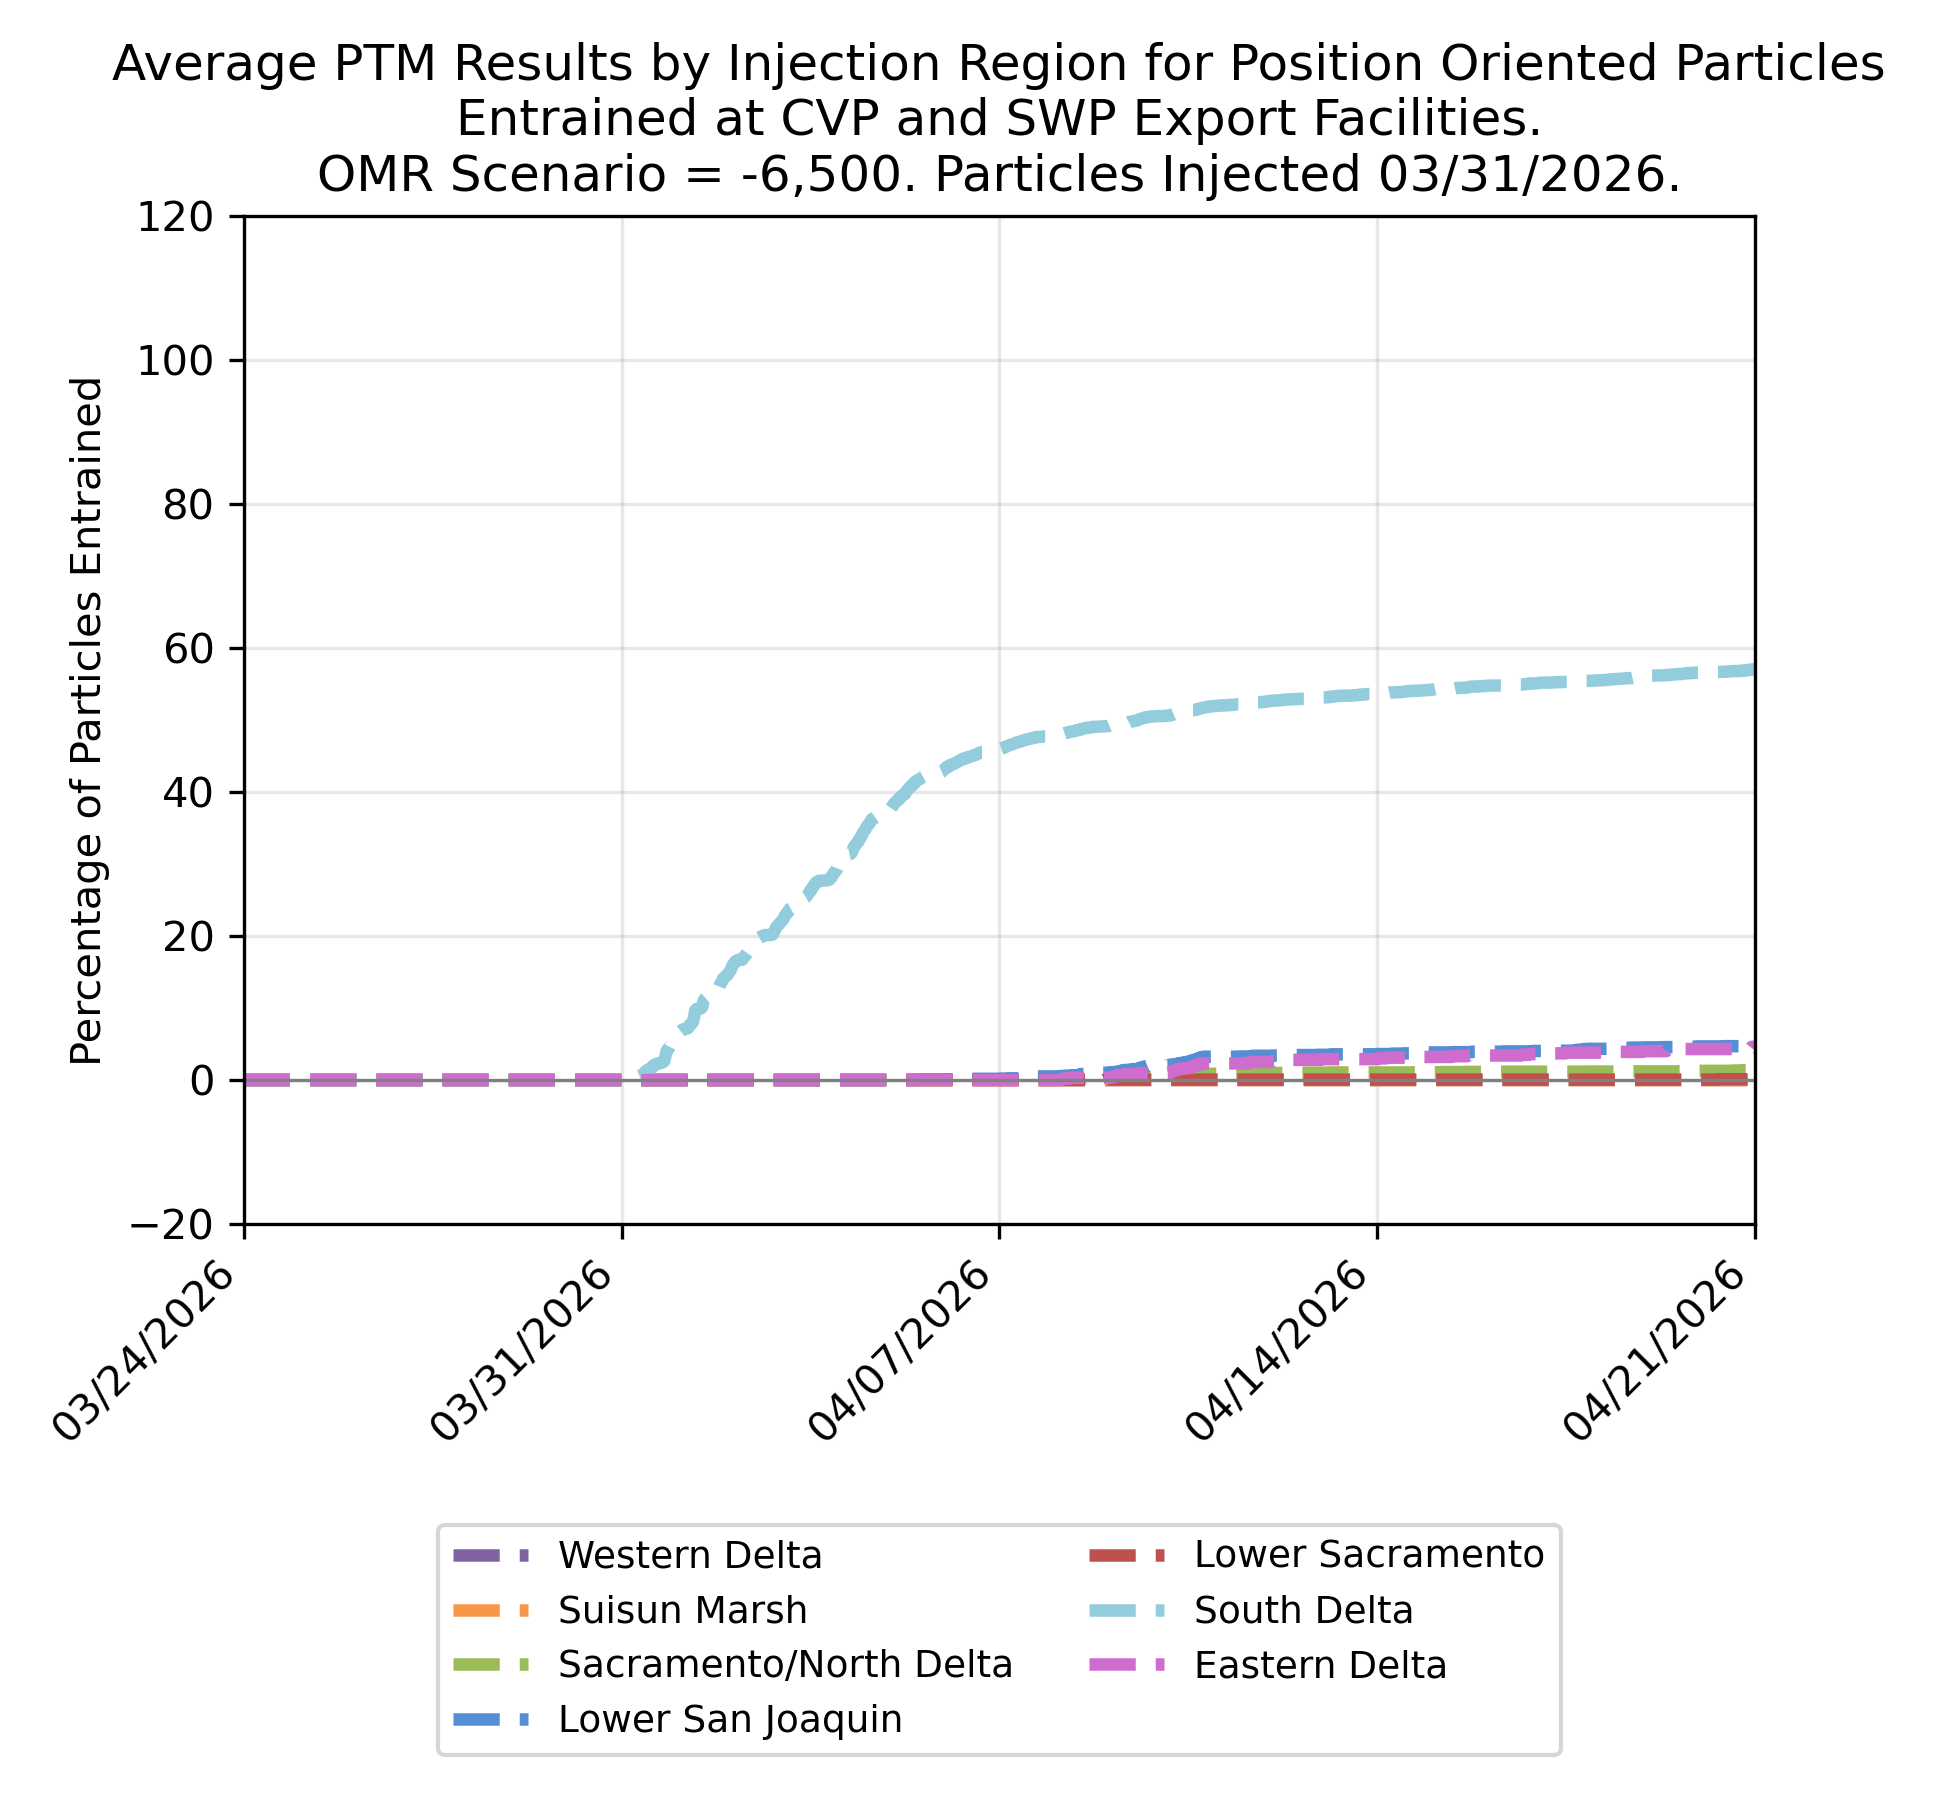 Average PTM Results by Injection Region for Position Oriented Particles
Entrained at CVP and SWP Export Facilities.
OMR Scenario = -6,500. Particles Injected 03/31/2026.
Percentage of Particles Entrained
120
100
80
60
40
20
0
−20
03/24/2026
03/31/2026
04/07/2026
04/14/2026
04/21/2026
Western Delta
Suisun Marsh
Sacramento/North Delta
Lower San Joaquin
Lower Sacramento
South Delta
Eastern Delta